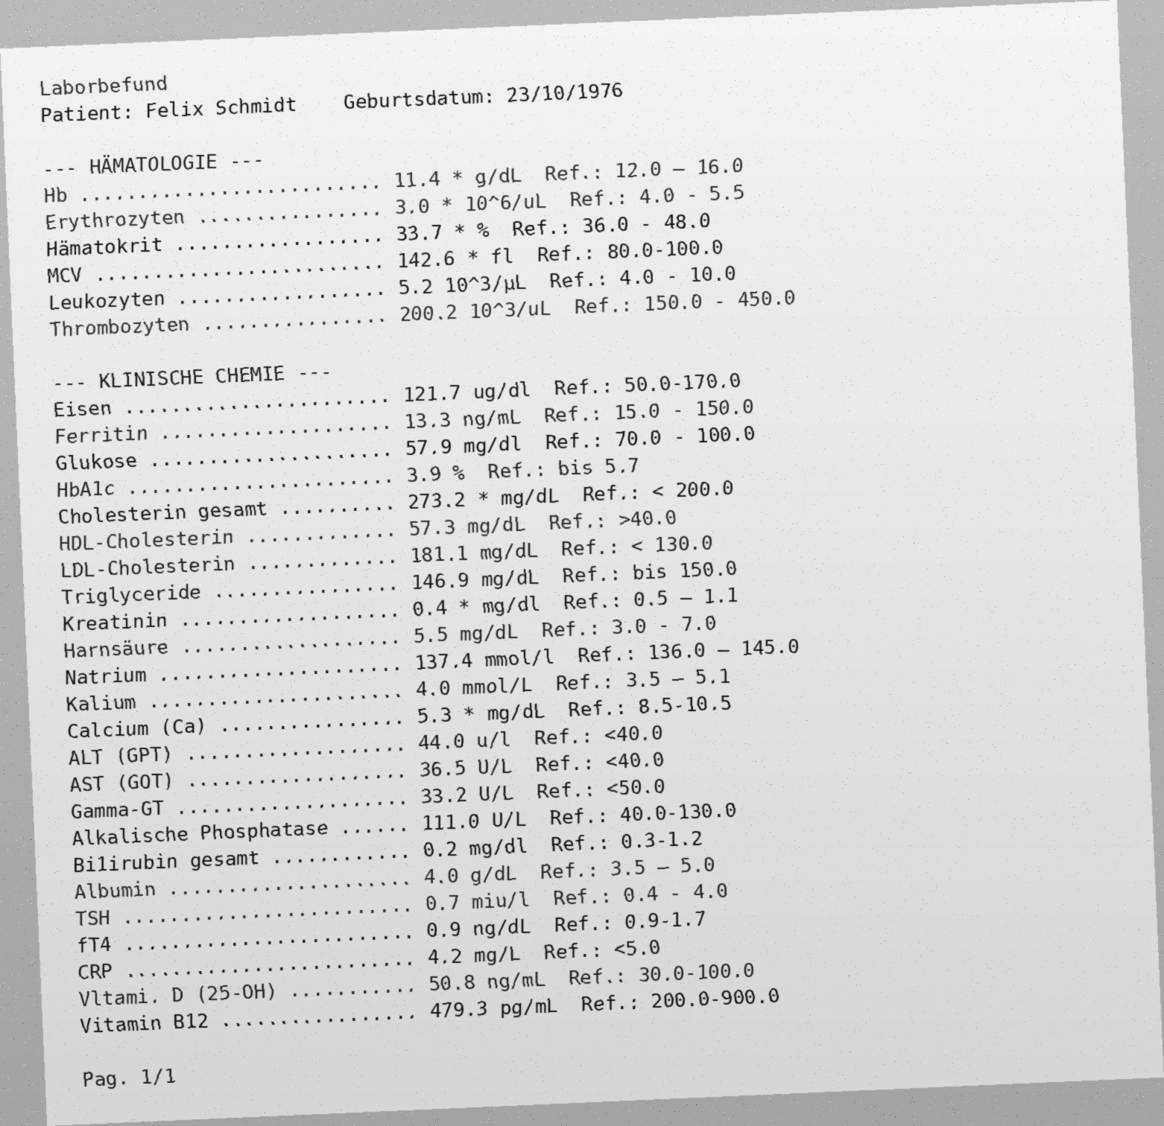 Laborbefund
Patient: Felix Schmidt    Geburtsdatum: 23/10/1976

--- HÄMATOLOGIE ---
Hb .......................... 11.4 * g/dL  Ref.: 12.0 – 16.0
Erythrozyten ................ 3.0 * 10^6/uL  Ref.: 4.0 - 5.5
Hämatokrit .................. 33.7 * %  Ref.: 36.0 - 48.0
MCV ......................... 142.6 * fl  Ref.: 80.0-100.0
Leukozyten .................. 5.2 10^3/µL  Ref.: 4.0 - 10.0
Thrombozyten ................ 200.2 10^3/uL  Ref.: 150.0 - 450.0

--- KLINISCHE CHEMIE ---
Eisen ....................... 121.7 ug/dl  Ref.: 50.0-170.0
Ferritin .................... 13.3 ng/mL  Ref.: 15.0 - 150.0
Glukose ..................... 57.9 mg/dl  Ref.: 70.0 - 100.0
HbA1c ....................... 3.9 %  Ref.: bis 5.7
Cholesterin gesamt .......... 273.2 * mg/dL  Ref.: < 200.0
HDL-Cholesterin ............. 57.3 mg/dL  Ref.: >40.0
LDL-Cholesterin ............. 181.1 mg/dL  Ref.: < 130.0
Triglyceride ................ 146.9 mg/dL  Ref.: bis 150.0
Kreatinin ................... 0.4 * mg/dl  Ref.: 0.5 – 1.1
Harnsäure ................... 5.5 mg/dL  Ref.: 3.0 - 7.0
Natrium ..................... 137.4 mmol/l  Ref.: 136.0 – 145.0
Kalium ...................... 4.0 mmol/L  Ref.: 3.5 – 5.1
Calcium (Ca) ................ 5.3 * mg/dL  Ref.: 8.5-10.5
ALT (GPT) ................... 44.0 u/l  Ref.: <40.0
AST (GOT) ................... 36.5 U/L  Ref.: <40.0
Gamma-GT .................... 33.2 U/L  Ref.: <50.0
Alkalische Phosphatase ...... 111.0 U/L  Ref.: 40.0-130.0
Bi1irubin gesamt ............ 0.2 mg/dl  Ref.: 0.3-1.2
Albumin ..................... 4.0 g/dL  Ref.: 3.5 – 5.0
TSH ......................... 0.7 miu/l  Ref.: 0.4 - 4.0
fT4 ......................... 0.9 ng/dL  Ref.: 0.9-1.7
CRP ......................... 4.2 mg/L  Ref.: <5.0
Vltami. D (25-OH) ........... 50.8 ng/mL  Ref.: 30.0-100.0
Vitamin B12 ................. 479.3 pg/mL  Ref.: 200.0-900.0

Pag. 1/1